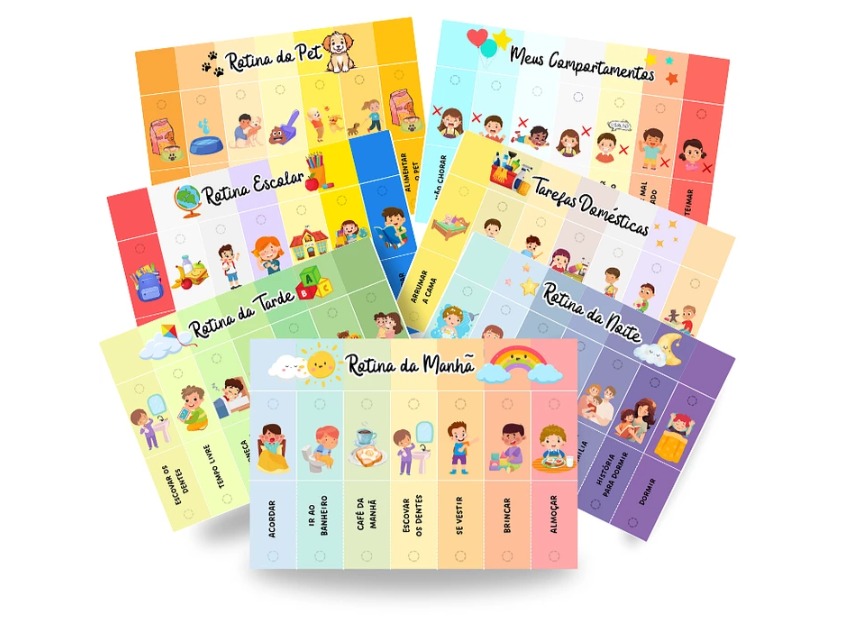 Rotina do Pet
ALIMENTAR
O PET
Meus Comportamentos
NÃO CHORAR
TEIMAR
Rotina Escolar
Tarefas Domésticas
ARRUMAR
A CAMA
Rotina da Tarde
ESCOVAR OS
DENTES
TEMPO LIVRE
Rotina da Noite
HISTÓRIA
PARA DORMIR
DORMIR
Rotina da Manhã
ACORDAR
IR AO
BANHEIRO
CAFÉ DA
MANHÃ
ESCOVAR
OS DENTES
SE VESTIR
BRINCAR
ALMOÇAR